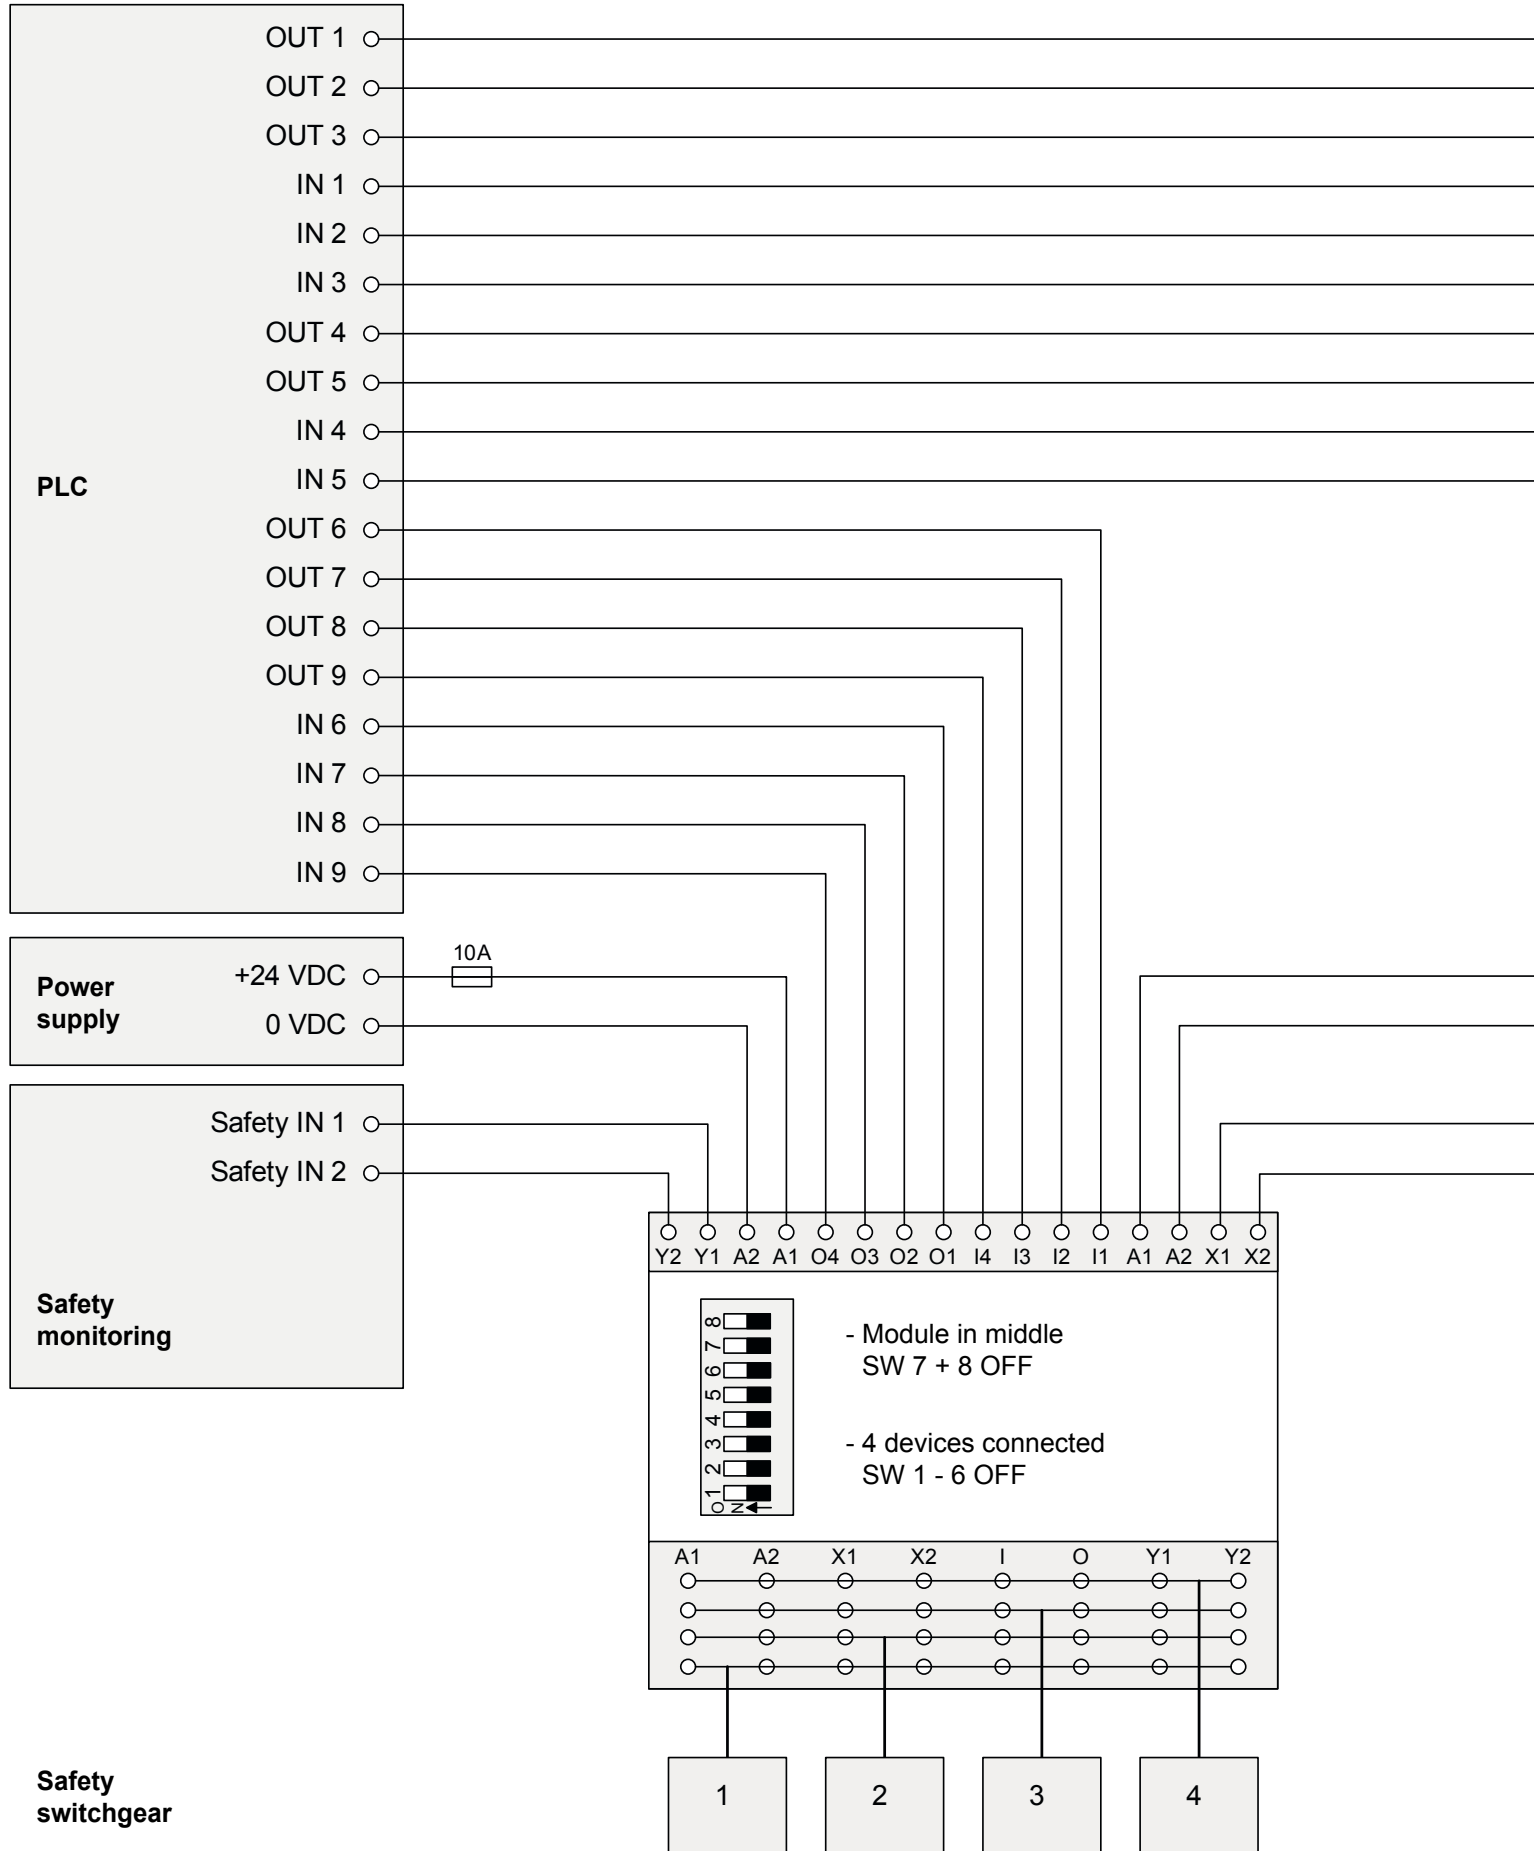 OUT 1
OUT 2
OUT 3
IN 1
IN 2
IN 3
OUT 4
OUT 5
IN 4
PLC
IN 5
OUT 6
OUT 7
OUT 8
OUT 9
IN 6
IN 7
IN 8
IN 9
10A
Power
supply
+24 VDC
0 VDC
Safety IN 1
Safety IN 2
Safety
monitoring
Y2 Y1 A2 A1 O4 O3 O2 O1 I4 I3 I2 I1 A1 A2 X1 X2
8
7
6
5
4
3
2
1
ON
- Module in middle
SW 7 + 8 OFF
- 4 devices connected
SW 1 - 6 OFF
A1 A2 X1 X2 I O Y1 Y2
Safety
switchgear
1 2 3 4